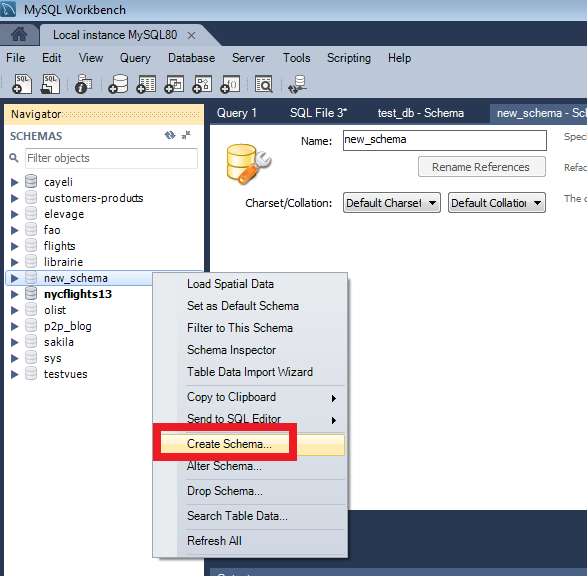 MySQL Workbench
Local instance MySQL80 ×
File Edit View Query Database Server Tools Scripting Help
Navigator
SCHEMAS
Filter objects
cayeli
customers-products
elevage
fao
flights
librairie
new_schema
nycflights13
olist
p2p_blog
sakila
sys
testvues
Query 1 SQL File 3* test_db - Schema new_schema - Sch
Name: new_schema Speci
Rename References Refac
Charset/Collation: Default Charset Default Collation The c
Load Spatial Data
Set as Default Schema
Filter to This Schema
Schema Inspector
Table Data Import Wizard
Copy to Clipboard
Send to SQL Editor
Create Schema...
Alter Schema...
Drop Schema...
Search Table Data...
Refresh All